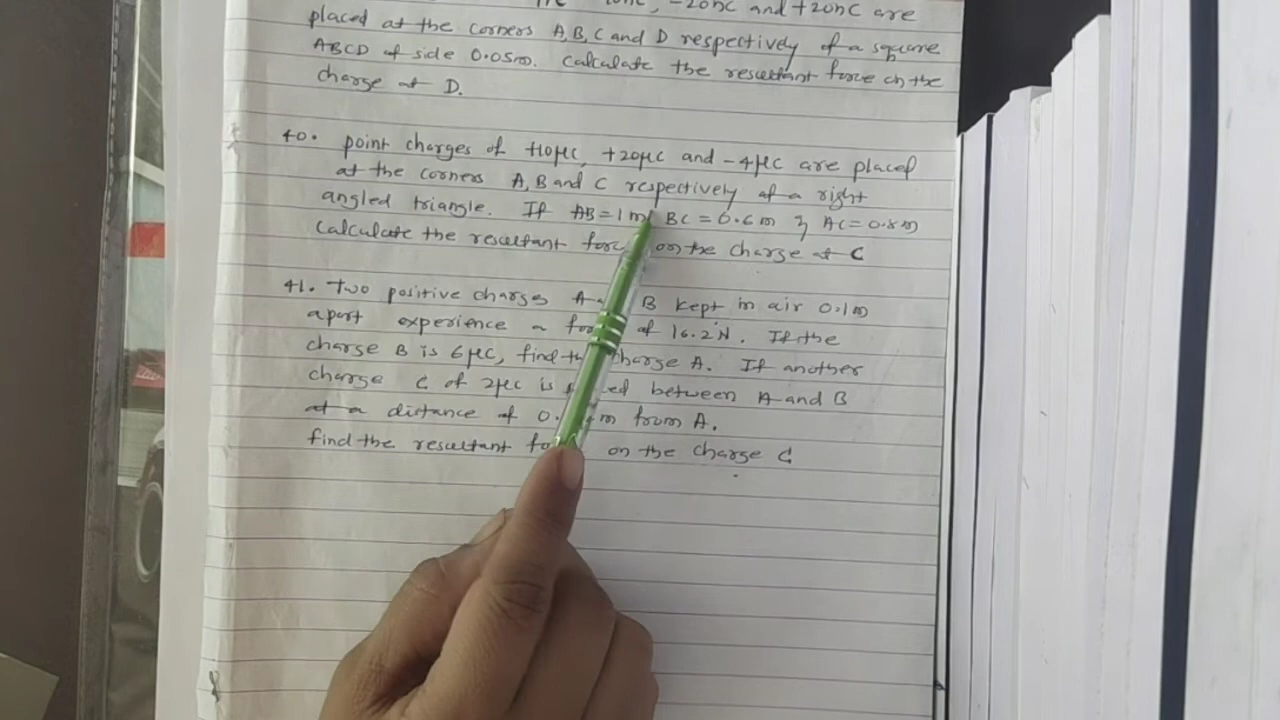 -20nC and +20nC are
placed at the corners A, B, C and D respectively of a square
ABCD of side 0.05m. Calculate the resultant force on the
charge at D.
40. point charges of +10μc, +20μc and -4μc are placed
at the corners A, B and C respectively of a right
angled triangle. If AB = 1m BC = 0.6m & AC = 0.8m
Calculate the resultant on the charge at C
41. Two positive charges A B kept in air 0.1m
apart experience a of 16.2N. If the
charge B is 6μc, find charge A. If another
charge C of 2μc is between A and B
at a distance of m from A.
find the resultant on the charge C